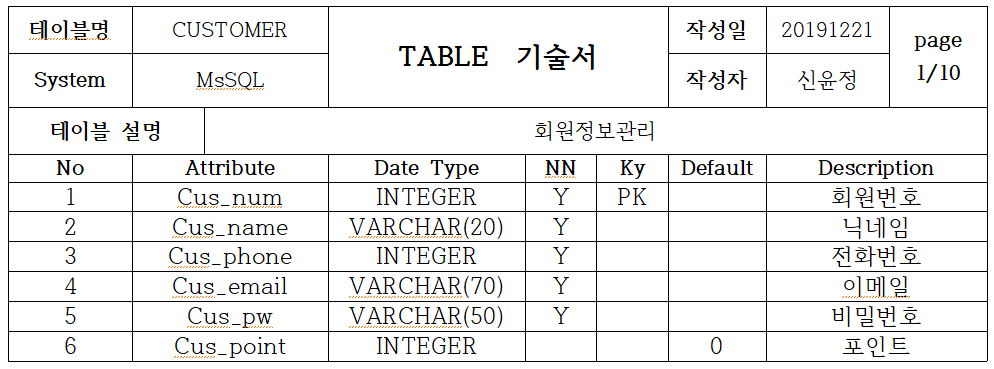 테이블명 CUSTOMER TABLE 기술서 작성일 20191221 page 1/10
System MsSQL 작성자 신윤정
테이블 설명 회원정보관리
No Attribute Date Type NN Ky Default Description
1 Cus_num INTEGER Y PK 회원번호
2 Cus_name VARCHAR(20) Y 닉네임
3 Cus_phone INTEGER Y 전화번호
4 Cus_email VARCHAR(70) Y 이메일
5 Cus_pw VARCHAR(50) Y 비밀번호
6 Cus_point INTEGER 0 포인트